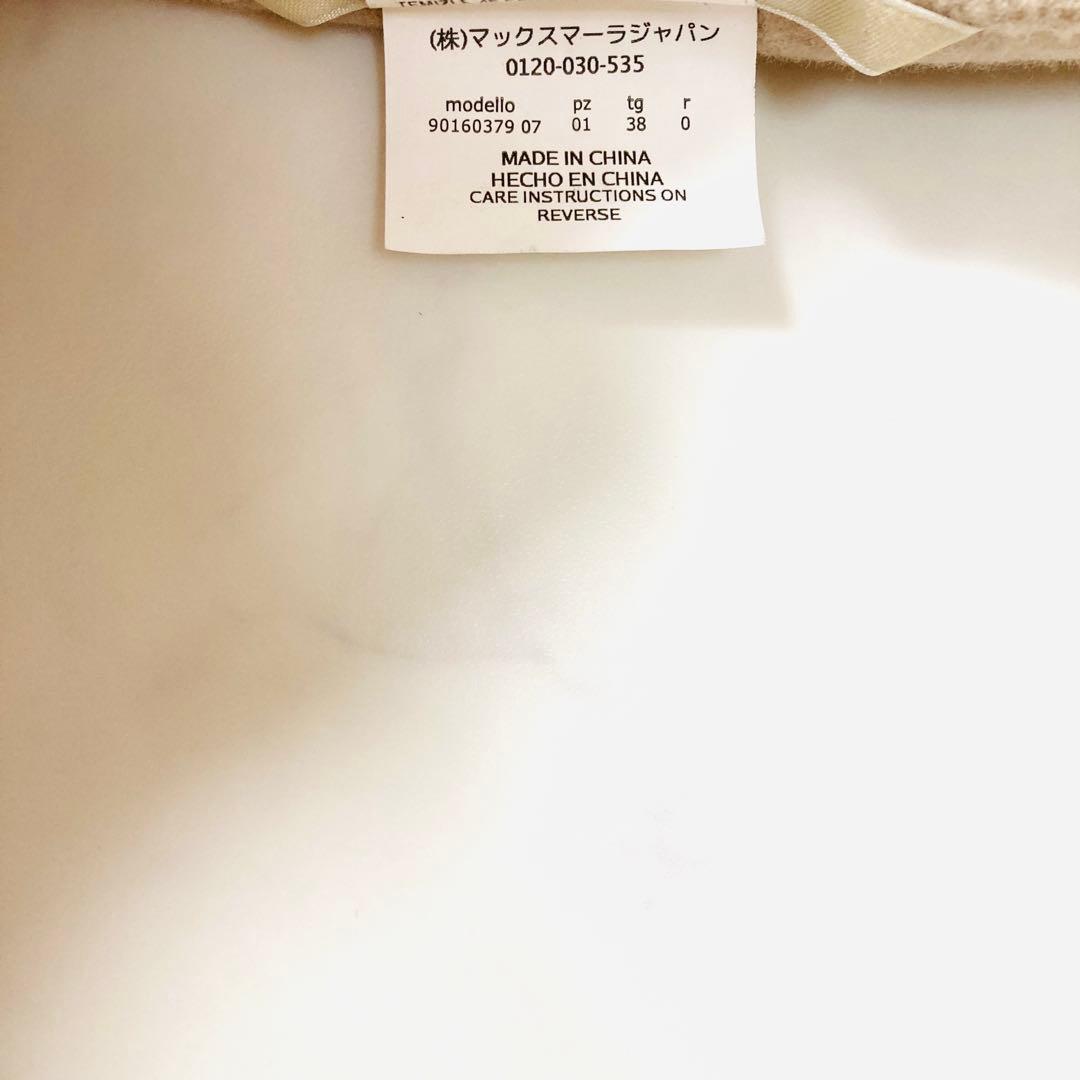 (株)マックスマーラジャパン
0120-030-535
modello pz tg r
90160379 07 01 38 0
MADE IN CHINA
HECHO EN CHINA
CARE INSTRUCTIONS ON
REVERSE